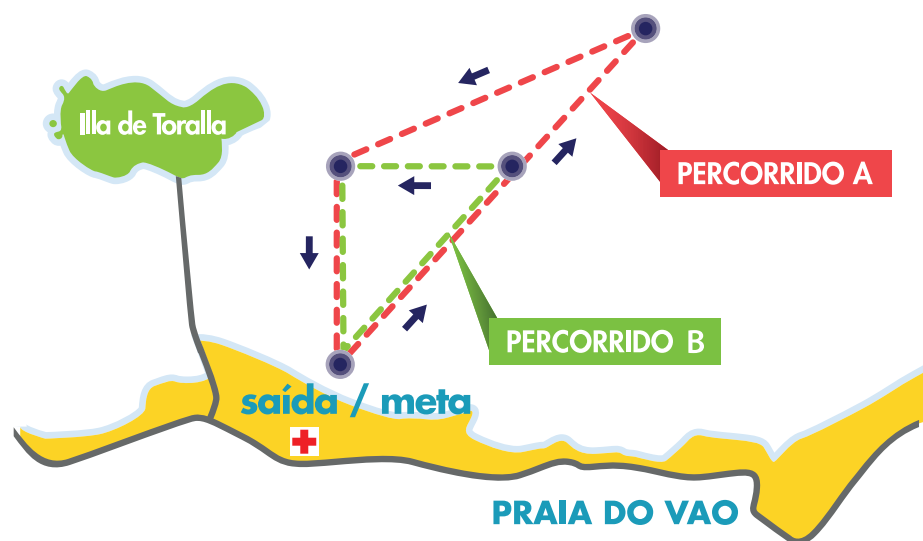 Illa de Toralla
PERCORRIDO A
PERCORRIDO B
saída / meta
PRAIA DO VAO